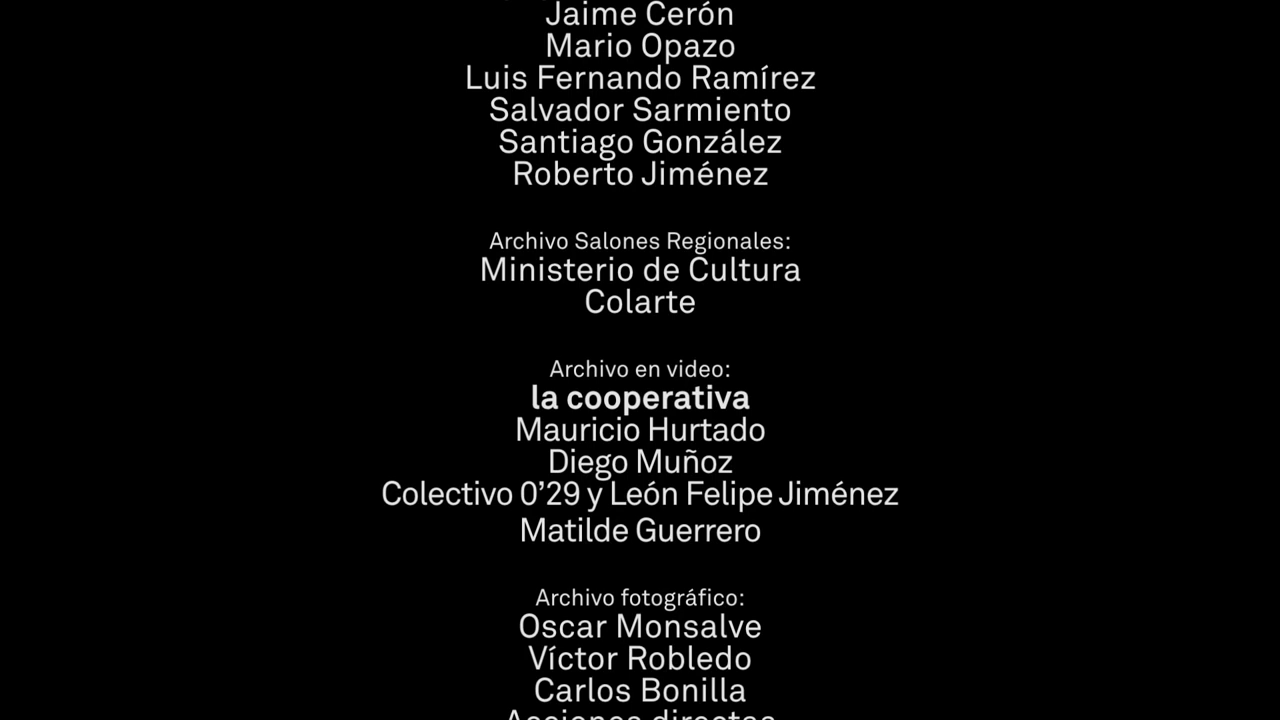 Jaime Cerón
Mario Opazo
Luis Fernando Ramírez
Salvador Sarmiento
Santiago González
Roberto Jiménez
Archivo Salones Regionales:
Ministerio de Cultura
Colarte
Archivo en video:
la cooperativa
Mauricio Hurtado
Diego Muñoz
Colectivo 0’29 y León Felipe Jiménez
Matilde Guerrero
Archivo fotográfico:
Oscar Monsalve
Víctor Robledo
Carlos Bonilla
Acciones directas